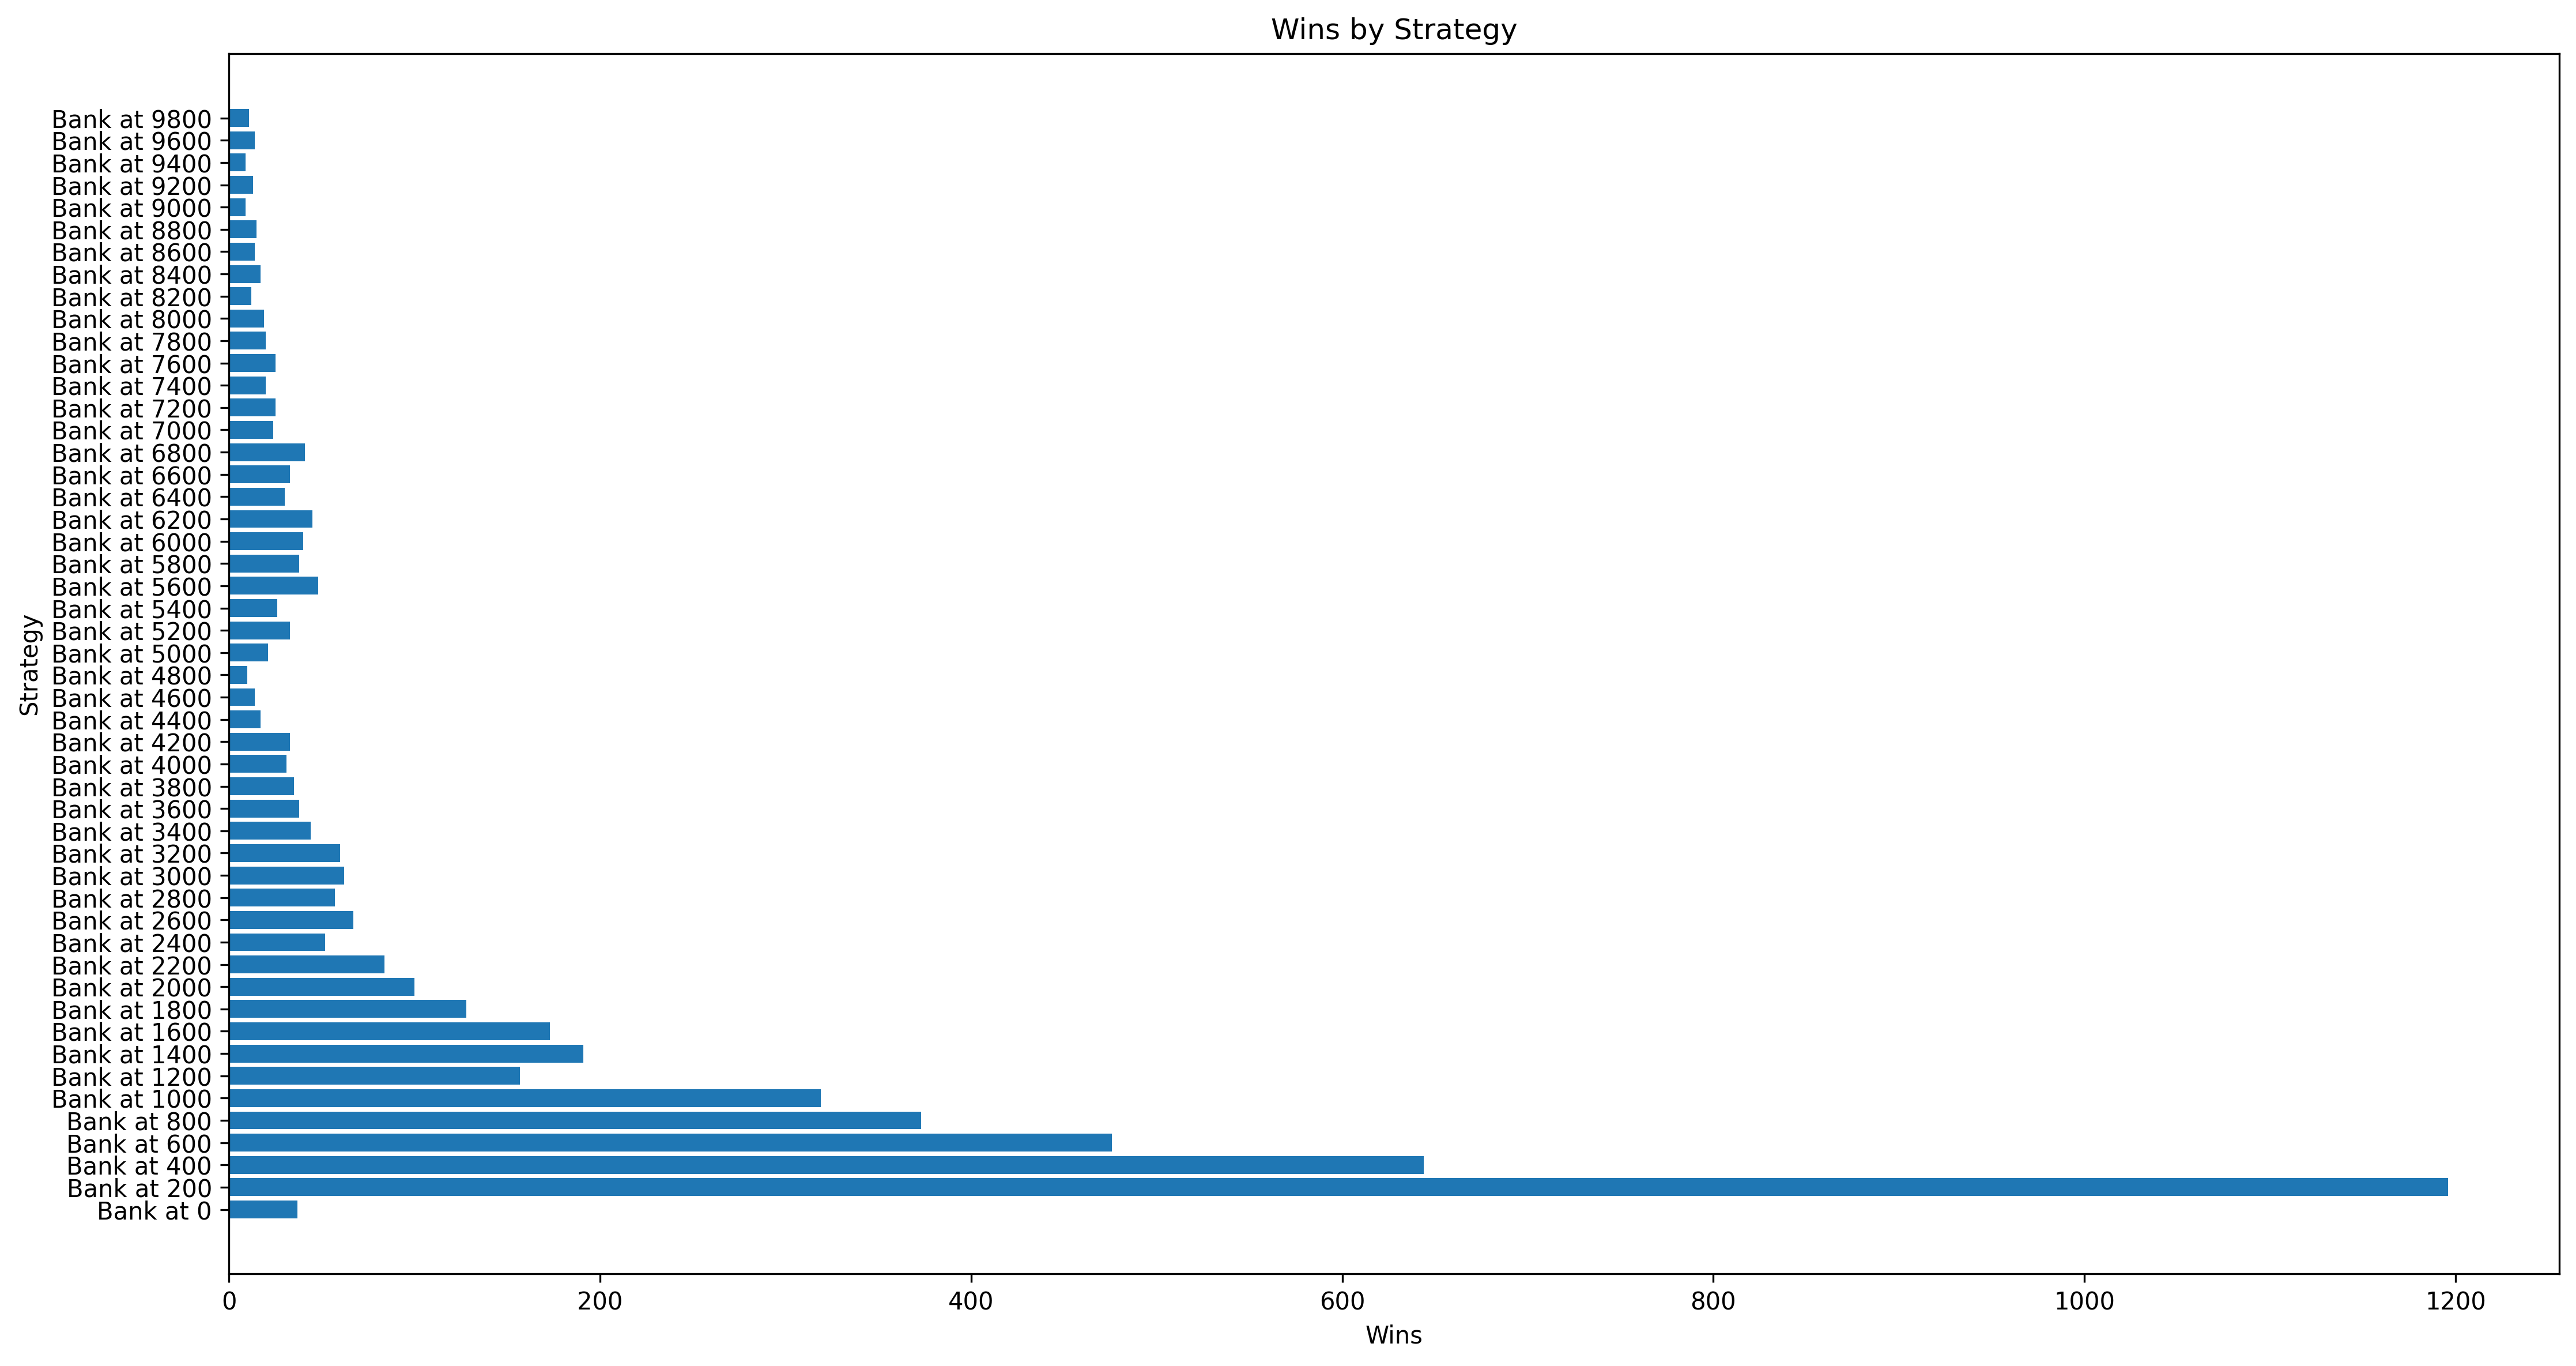 Wins by Strategy
Strategy
Bank at 9800
Bank at 9600
Bank at 9400
Bank at 9200
Bank at 9000
Bank at 8800
Bank at 8600
Bank at 8400
Bank at 8200
Bank at 8000
Bank at 7800
Bank at 7600
Bank at 7400
Bank at 7200
Bank at 7000
Bank at 6800
Bank at 6600
Bank at 6400
Bank at 6200
Bank at 6000
Bank at 5800
Bank at 5600
Bank at 5400
Bank at 5200
Bank at 5000
Bank at 4800
Bank at 4600
Bank at 4400
Bank at 4200
Bank at 4000
Bank at 3800
Bank at 3600
Bank at 3400
Bank at 3200
Bank at 3000
Bank at 2800
Bank at 2600
Bank at 2400
Bank at 2200
Bank at 2000
Bank at 1800
Bank at 1600
Bank at 1400
Bank at 1200
Bank at 1000
Bank at 800
Bank at 600
Bank at 400
Bank at 200
Bank at 0
0 200 400 600 800 1000 1200
Wins